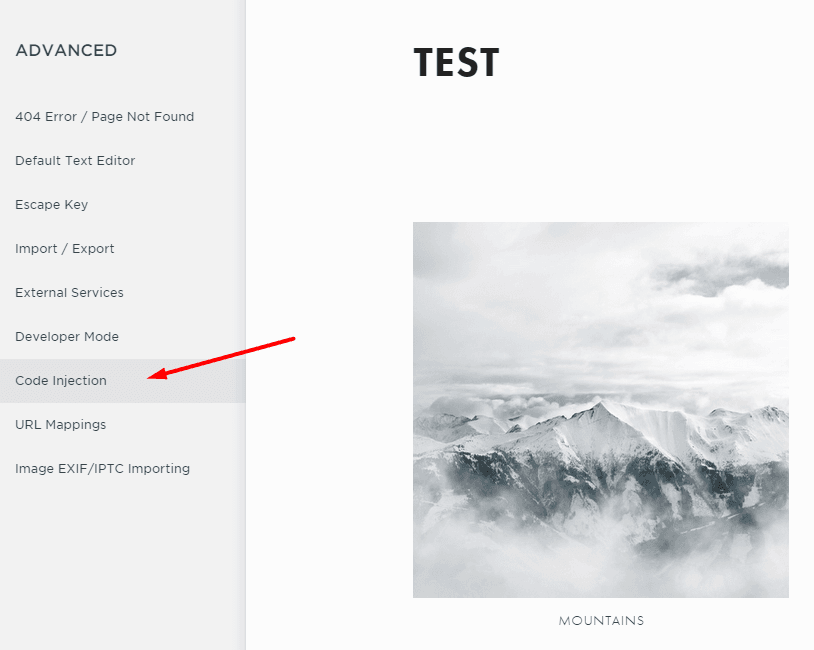 ADVANCED
404 Error / Page Not Found
Default Text Editor
Escape Key
Import / Export
External Services
Developer Mode
Code Injection
URL Mappings
Image EXIF/IPTC Importing
TEST
MOUNTAINS